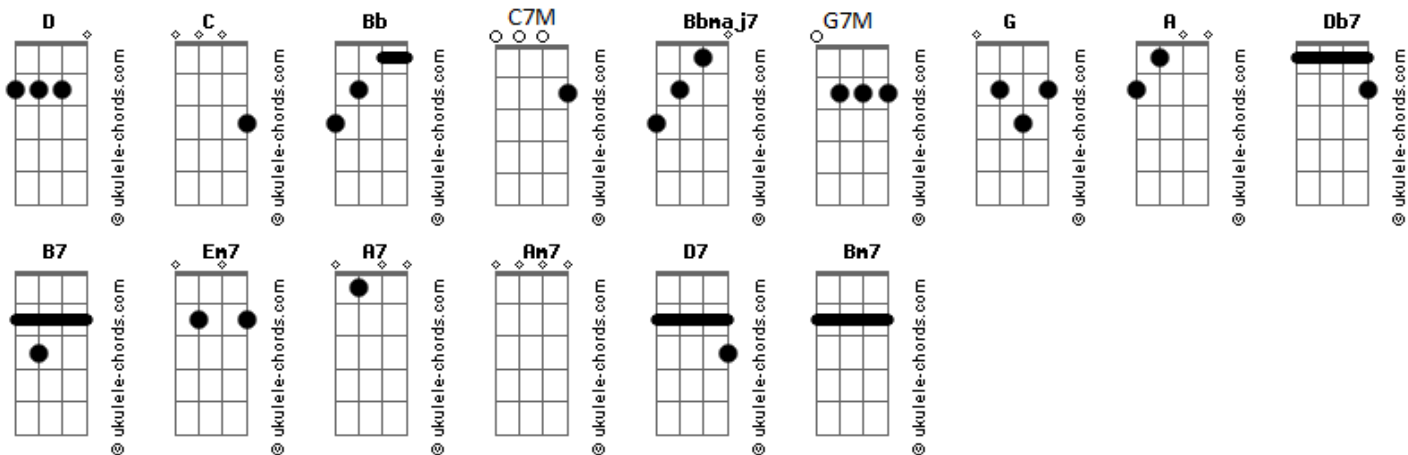 D C Bb C7M Bbmaj7 G7M G A Db7
© ukulele-chords.com © ukulele-chords.com © ukulele-chords.com © ukulele-chords.com © ukulele-chords.com © ukulele-chords.com © ukulele-chords.com © ukulele-chords.com © ukulele-chords.com
B7 Em7 A7 Am7 D7 Bm7
© ukulele-chords.com © ukulele-chords.com © ukulele-chords.com © ukulele-chords.com © ukulele-chords.com © ukulele-chords.com